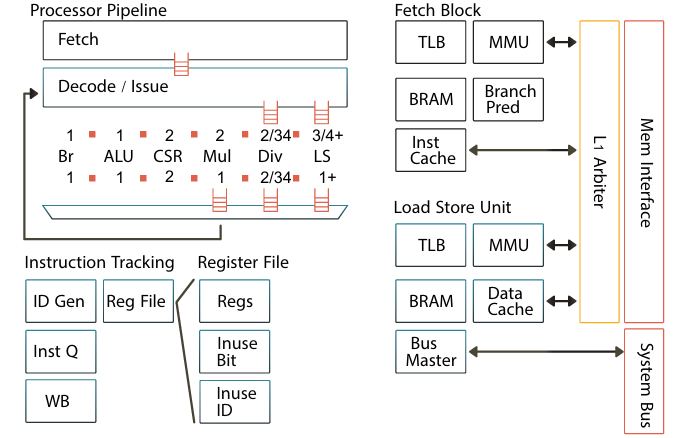 Processor Pipeline
Fetch
Decode / Issue
1 1 2 2 2/34 3/4+
Br ALU CSR Mul Div LS
1 1 2 1 2/34 1+
Instruction Tracking
ID Gen
Reg File
Inst Q
WB
Register File
Regs
Inuse
Bit
Inuse
ID
Fetch Block
TLB
MMU
BRAM
Branch
Pred
Inst
Cache
Load Store Unit
TLB
MMU
BRAM
Data
Cache
Bus
Master
L1 Arbiter
Mem Interface
System Bus